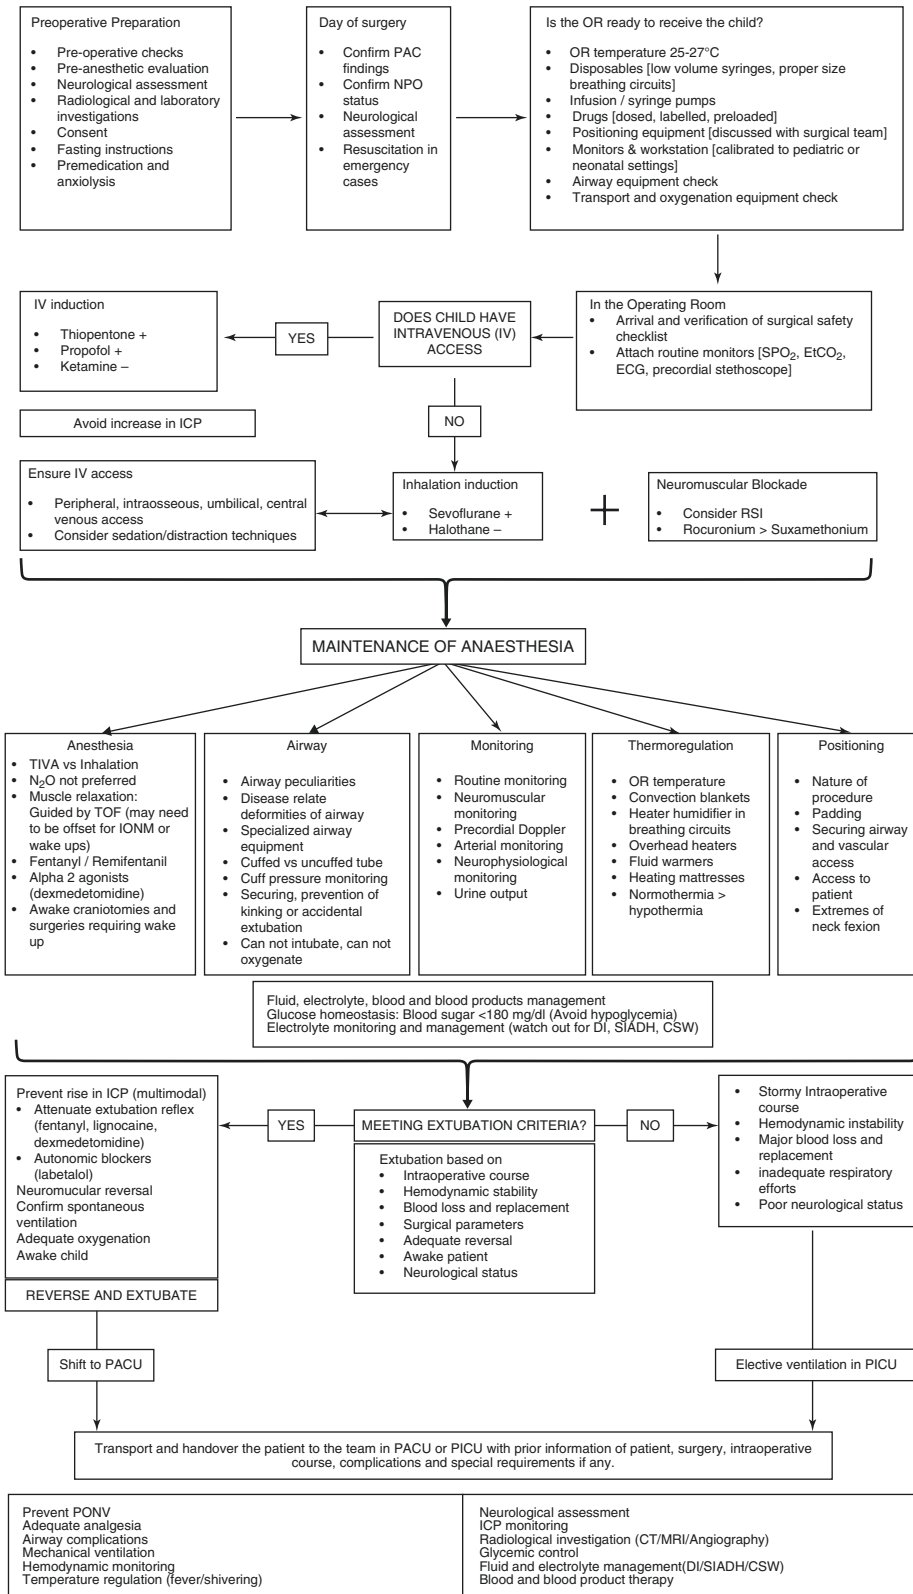 Preoperative Preparation
• Pre-operative checks
• Pre-anesthetic evaluation
• Neurological assessment
• Radiological and laboratory
investigations
• Consent
• Fasting instructions
• Premedication and
anxiolysis
Day of surgery
• Confirm PAC
findings
• Confirm NPO
status
• Neurological
assessment
• Resuscitation in
emergency
cases
Is the OR ready to receive the child?
• OR temperature 25-27°C
• Disposables [low volume syringes, proper size
breathing circuits]
• Infusion / syringe pumps
• Drugs [dosed, labelled, preloaded]
• Positioning equipment [discussed with surgical team]
• Monitors & workstation [calibrated to pediatric or
neonatal settings]
• Airway equipment check
• Transport and oxygenation equipment check
IV induction
• Thiopentone +
• Propofol +
• Ketamine –
YES
DOES CHILD HAVE
INTRAVENOUS (IV)
ACCESS
In the Operating Room
• Arrival and verification of surgical safety
checklist
• Attach routine monitors [SPO₂, EtCO₂,
ECG, precordial stethoscope]
Avoid increase in ICP
NO
Ensure IV access
• Peripheral, intraosseous, umbilical, central
venous access
• Consider sedation/distraction techniques
Inhalation induction
• Sevoflurane +
• Halothane –
+
Neuromuscular Blockade
• Consider RSI
• Rocuronium > Suxamethonium
MAINTENANCE OF ANAESTHESIA
Anesthesia
• TIVA vs Inhalation
• N₂O not preferred
• Muscle relaxation:
Guided by TOF (may need
to be offset for IONM or
wake ups)
• Fentanyl / Remifentanil
• Alpha 2 agonists
(dexmedetomidine)
• Awake craniotomies and
surgeries requiring wake
up
Airway
• Airway peculiarities
• Disease relate
deformities of airway
• Specialized airway
equipment
• Cuffed vs uncuffed tube
• Cuff pressure monitoring
• Securing, prevention of
kinking or accidental
extubation
• Can not intubate, can not
oxygenate
Monitoring
• Routine monitoring
• Neuromuscular
monitoring
• Precordial Doppler
• Arterial monitoring
• Neurophysiological
monitoring
• Urine output
Thermoregulation
• OR temperature
• Convection blankets
• Heater humidifier in
breathing circuits
• Overhead heaters
• Fluid warmers
• Heating mattresses
• Normothermia >
hypothermia
Positioning
• Nature of
procedure
• Padding
• Securing airway
and vascular
access
• Access to
patient
• Extremes of
neck fexion
Fluid, electrolyte, blood and blood products management
Glucose homeostasis: Blood sugar <180 mg/dl (Avoid hypoglycemia)
Electrolyte monitoring and management (watch out for DI, SIADH, CSW)
Prevent rise in ICP (multimodal)
• Attenuate extubation reflex
(fentanyl, lignocaine,
dexmedetomidine)
• Autonomic blockers
(labetalol)
Neuromucular reversal
Confirm spontaneous
ventilation
Adequate oxygenation
Awake child
REVERSE AND EXTUBATE
YES
MEETING EXTUBATION CRITERIA?
Extubation based on
• Intraoperative course
• Hemodynamic stability
• Blood loss and replacement
• Surgical parameters
• Adequate reversal
• Awake patient
• Neurological status
NO
• Stormy Intraoperative
course
• Hemodynamic instability
• Major blood loss and
replacement
• inadequate respiratory
efforts
• Poor neurological status
Shift to PACU
Elective ventilation in PICU
Transport and handover the patient to the team in PACU or PICU with prior information of patient, surgery, intraoperative
course, complications and special requirements if any.
Prevent PONV
Adequate analgesia
Airway complications
Mechanical ventilation
Hemodynamic monitoring
Temperature regulation (fever/shivering)
Neurological assessment
ICP monitoring
Radiological investigation (CT/MRI/Angiography)
Glycemic control
Fluid and electrolyte management(DI/SIADH/CSW)
Blood and blood product therapy